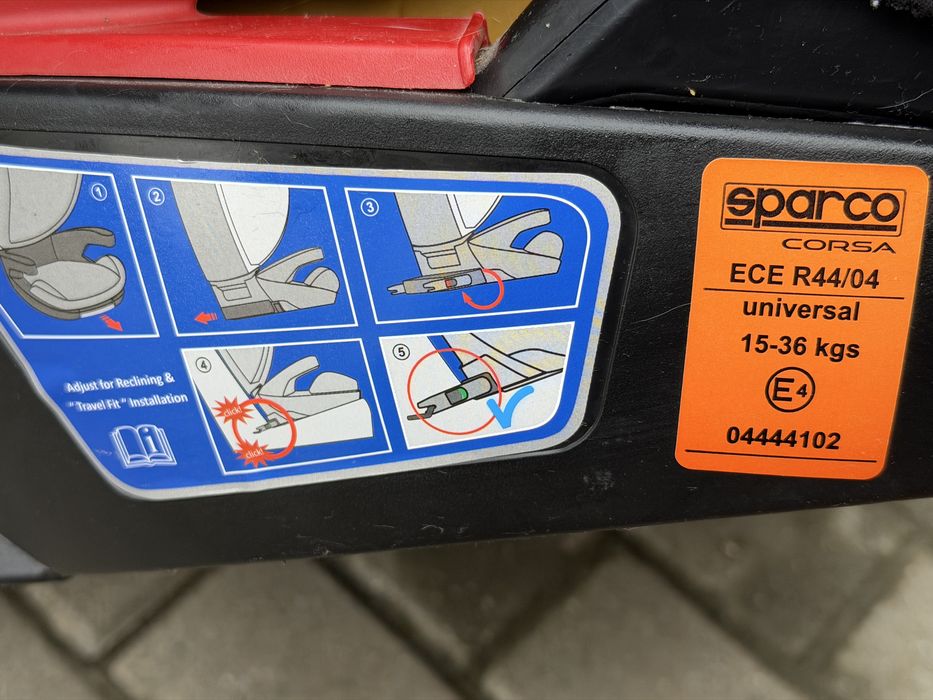 1
2
3
4
click!
click!
5
Adjust for Reclining &
"Travel Fit" Installation
i
sparco
CORSA
ECE R44/04
universal
15-36 kgs
E4
04444102